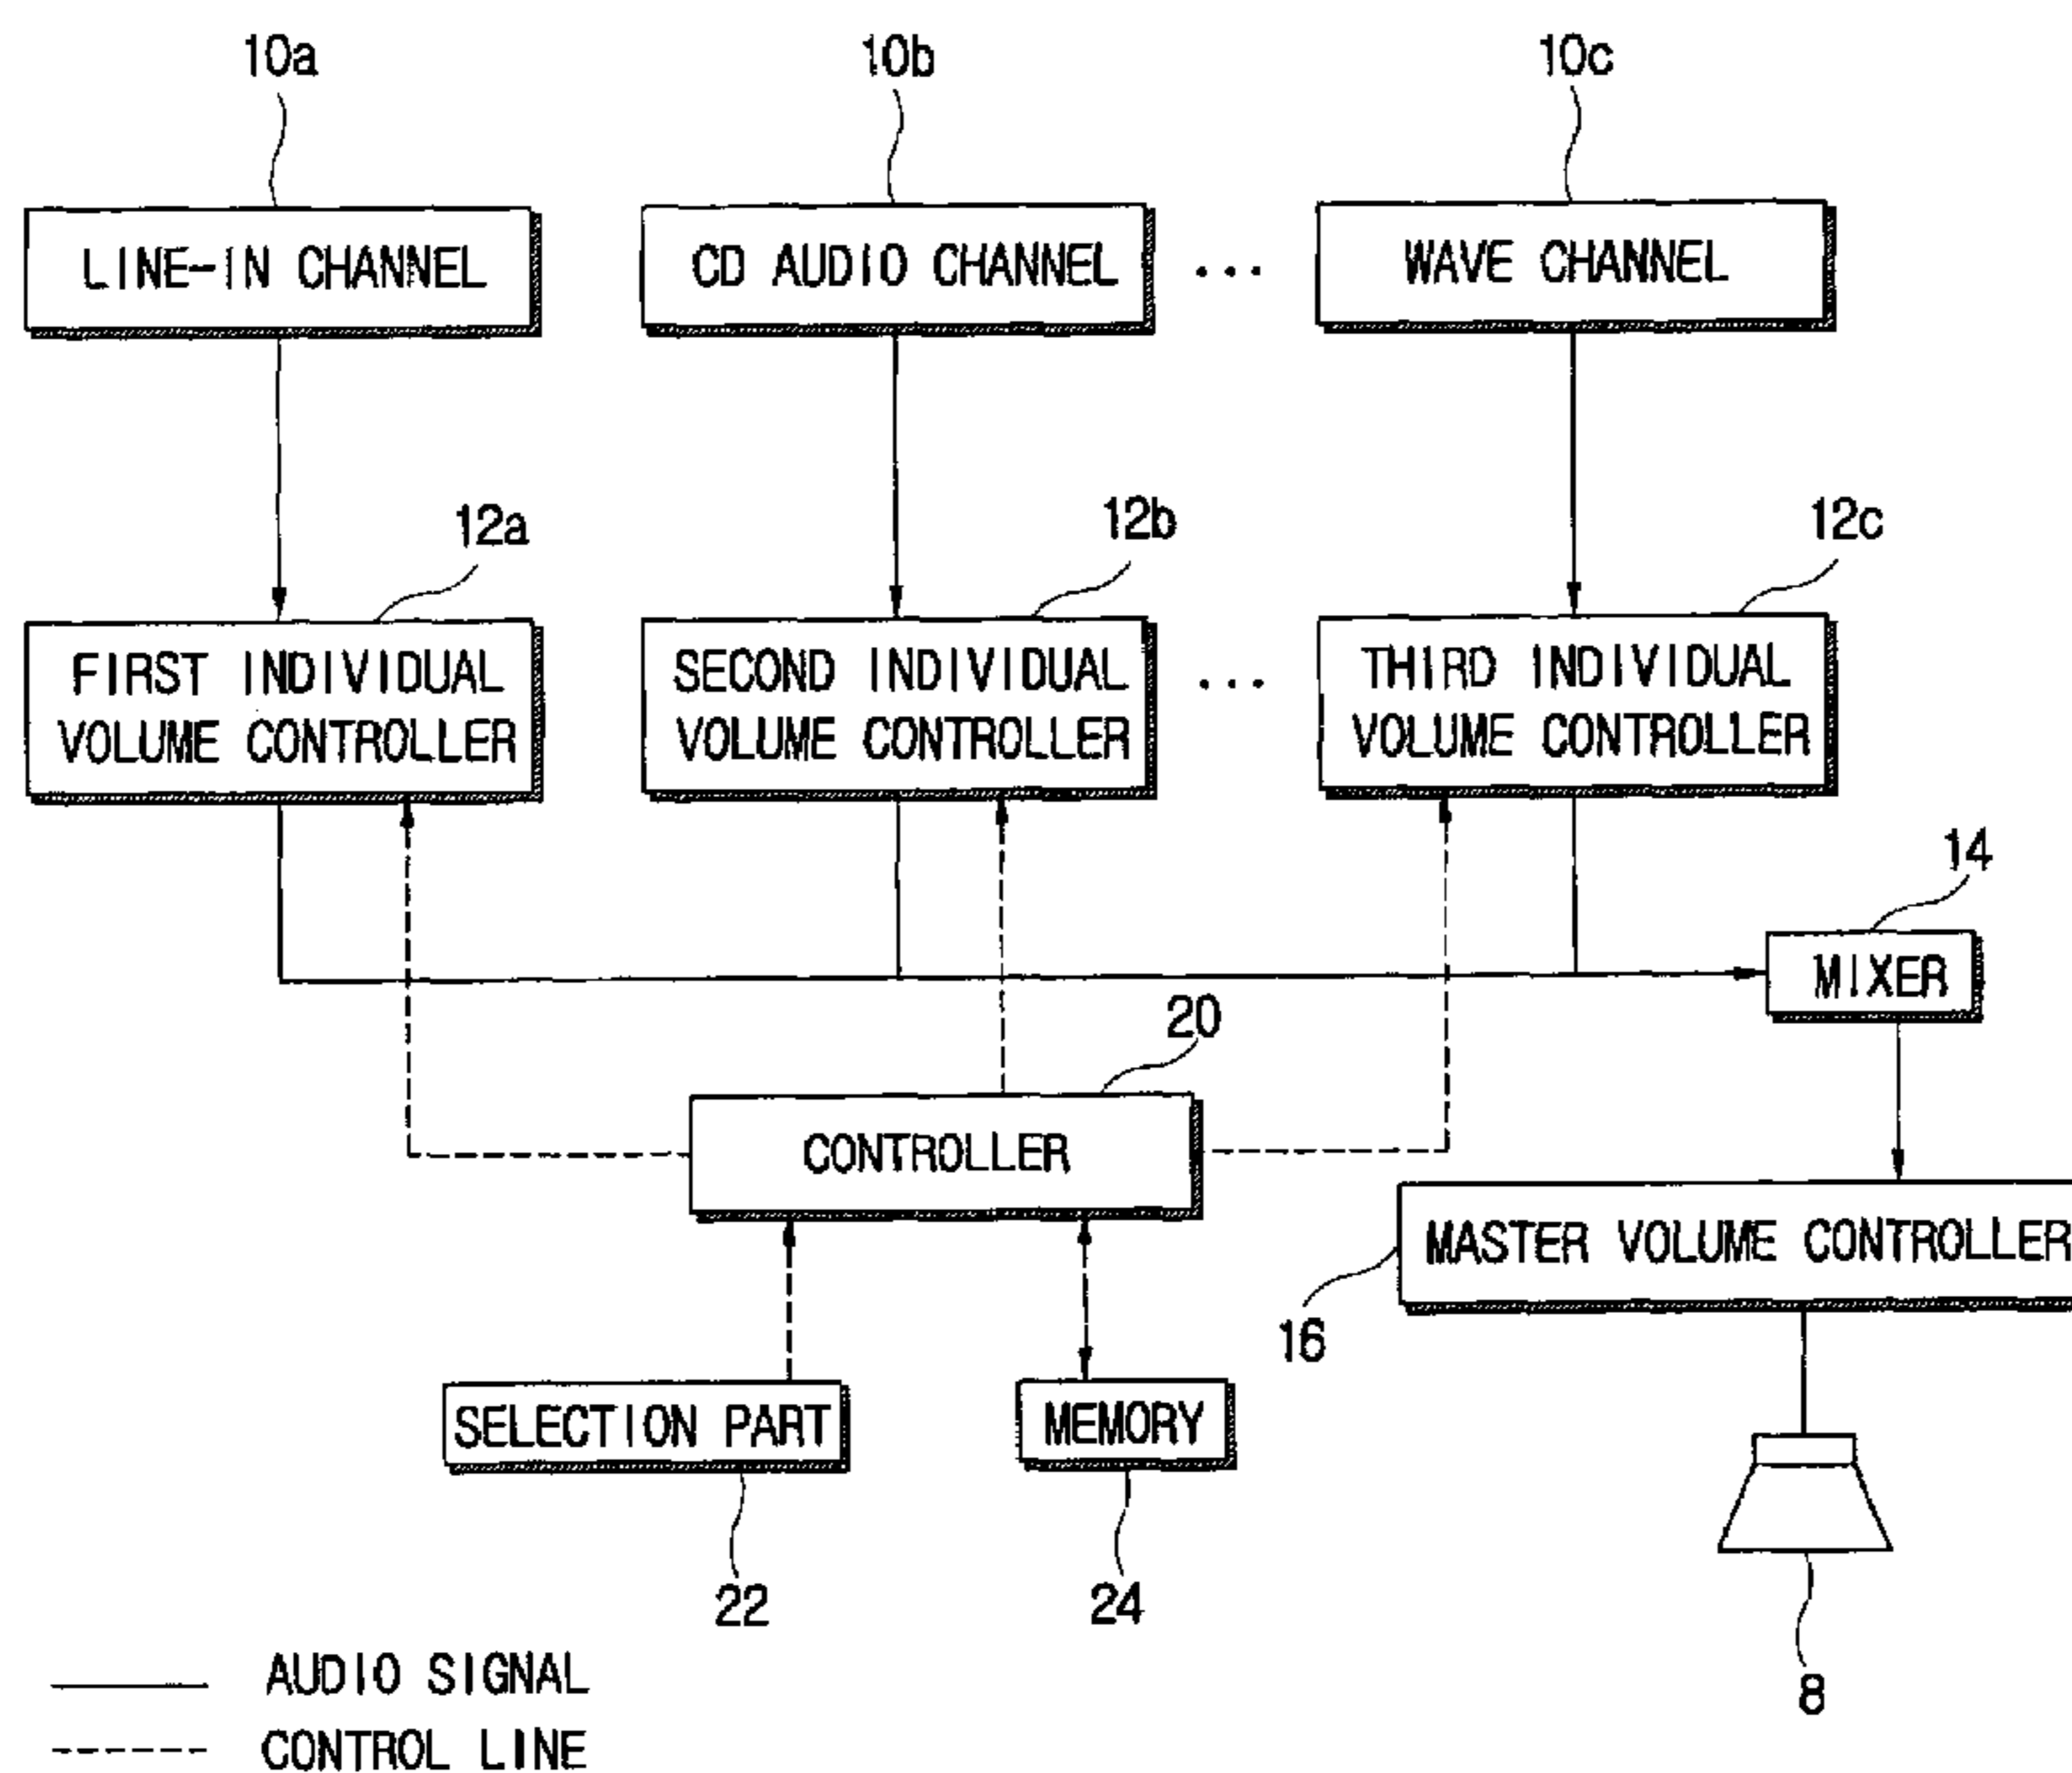 10a
10b
10c
LINE-IN CHANNEL
CD AUDIO CHANNEL
...
WAVE CHANNEL
12a
12b
12c
FIRST INDIVIDUAL
VOLUME CONTROLLER
SECOND INDIVIDUAL
VOLUME CONTROLLER
...
THIRD INDIVIDUAL
VOLUME CONTROLLER
14
MIXER
20
CONTROLLER
MASTER VOLUME CONTROLLER
16
SELECTION PART
MEMORY
22
24
8
AUDIO SIGNAL
CONTROL LINE